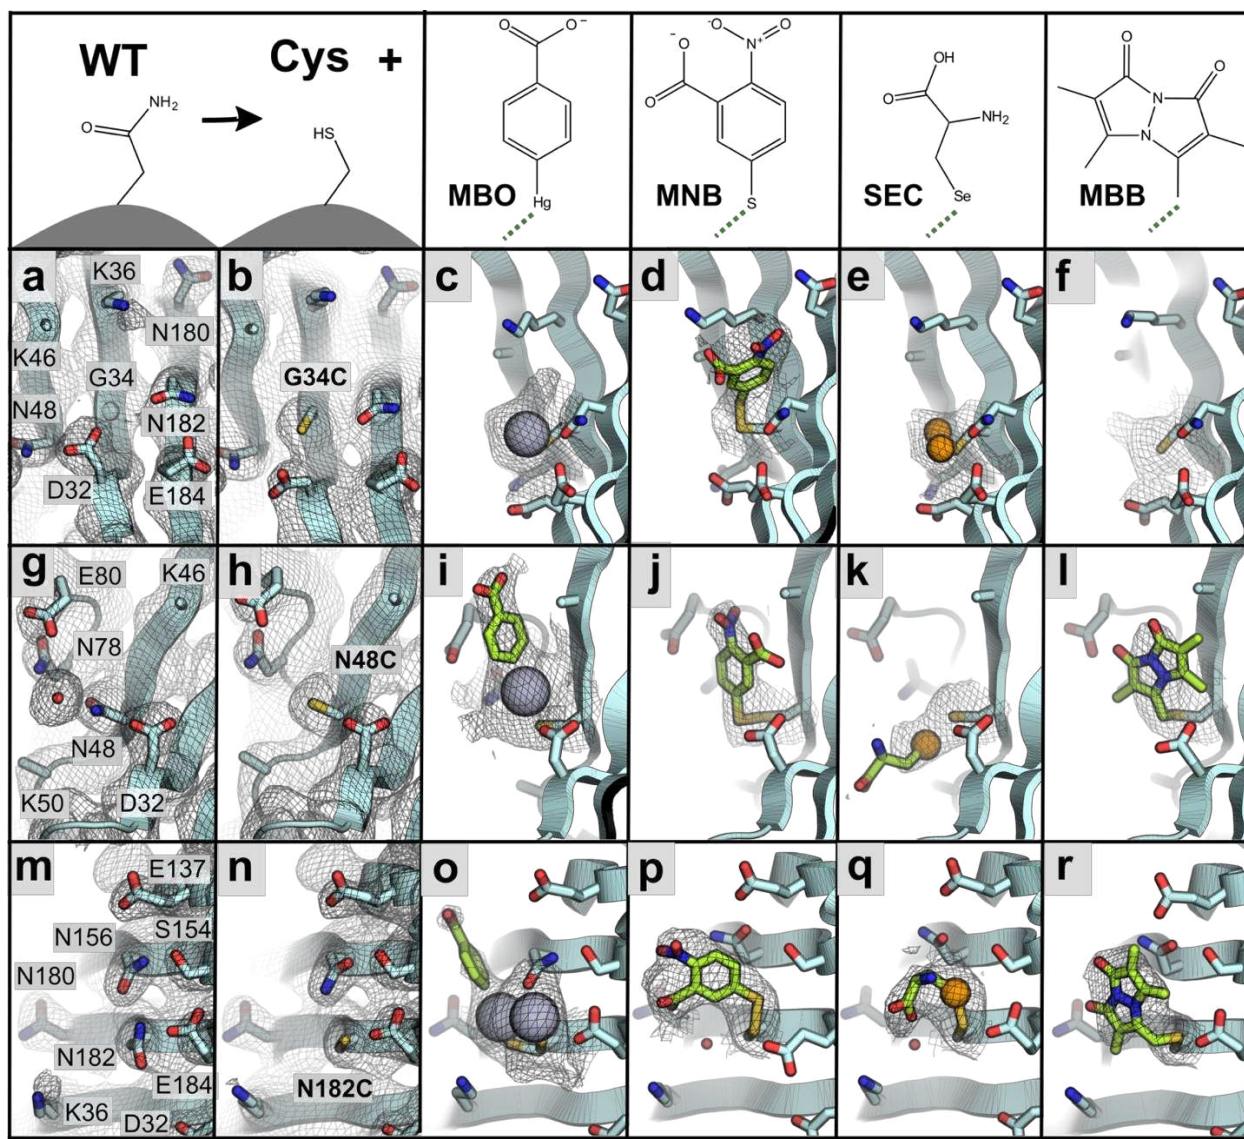 WT
Cys +
NH₂
O
HS
O
O⁻
MBO
Hg
⁻O
N⁺
O
⁻O
O
MNB
S
OH
O
NH₂
SEC
Se
O
O
N
N
MBB
a
K36
N180
K46
G34
N48
N182
D32
E184
b
G34C
c
d
e
f
g
E80
K46
N78
N48
K50
D32
h
N48C
i
j
k
l
m
E137
S154
N156
N180
N182
E184
K36
D32
n
N182C
o
p
q
r